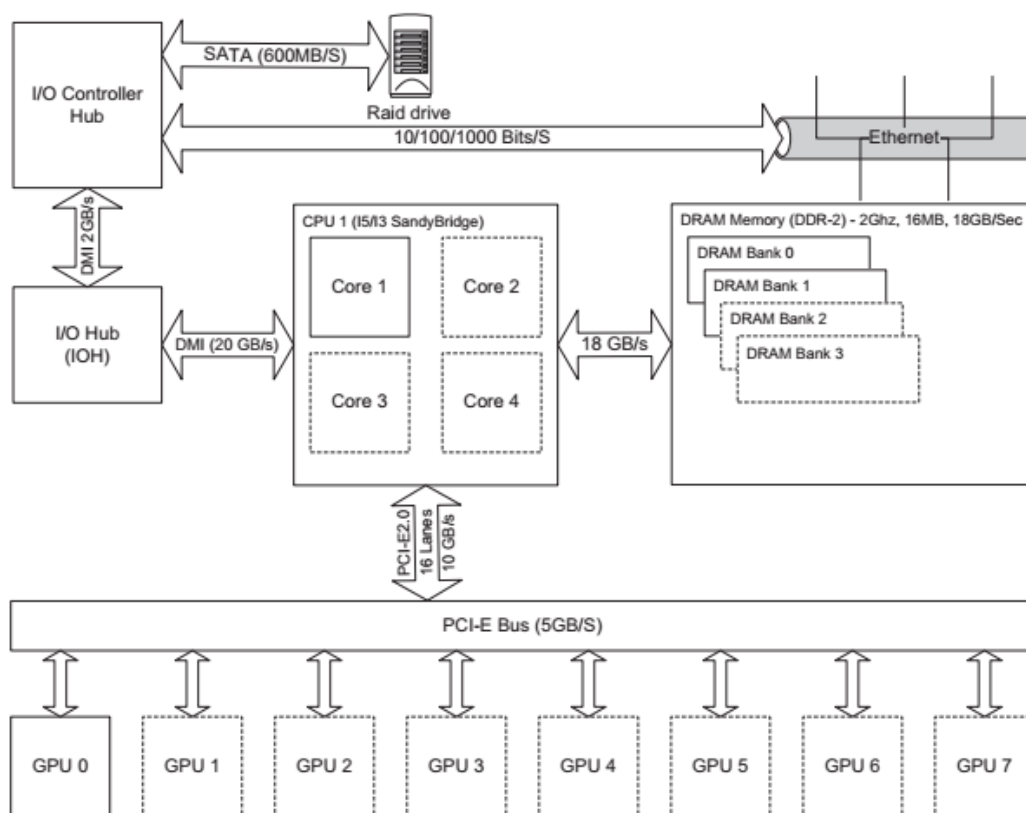 SATA (600MB/S)
I/O Controller
Hub
Raid drive
10/100/1000 Bits/S
Ethernet
DMI 2GB/s
CPU 1 (I5/I3 SandyBridge)
Core 1
Core 2
Core 3
Core 4
DRAM Memory (DDR-2) - 2Ghz, 16MB, 18GB/Sec
DRAM Bank 0
DRAM Bank 1
DRAM Bank 2
DRAM Bank 3
I/O Hub
(IOH)
DMI (20 GB/s)
18 GB/s
PCI-E2.0
16 Lanes
10 GB/s
PCI-E Bus (5GB/S)
GPU 0
GPU 1
GPU 2
GPU 3
GPU 4
GPU 5
GPU 6
GPU 7